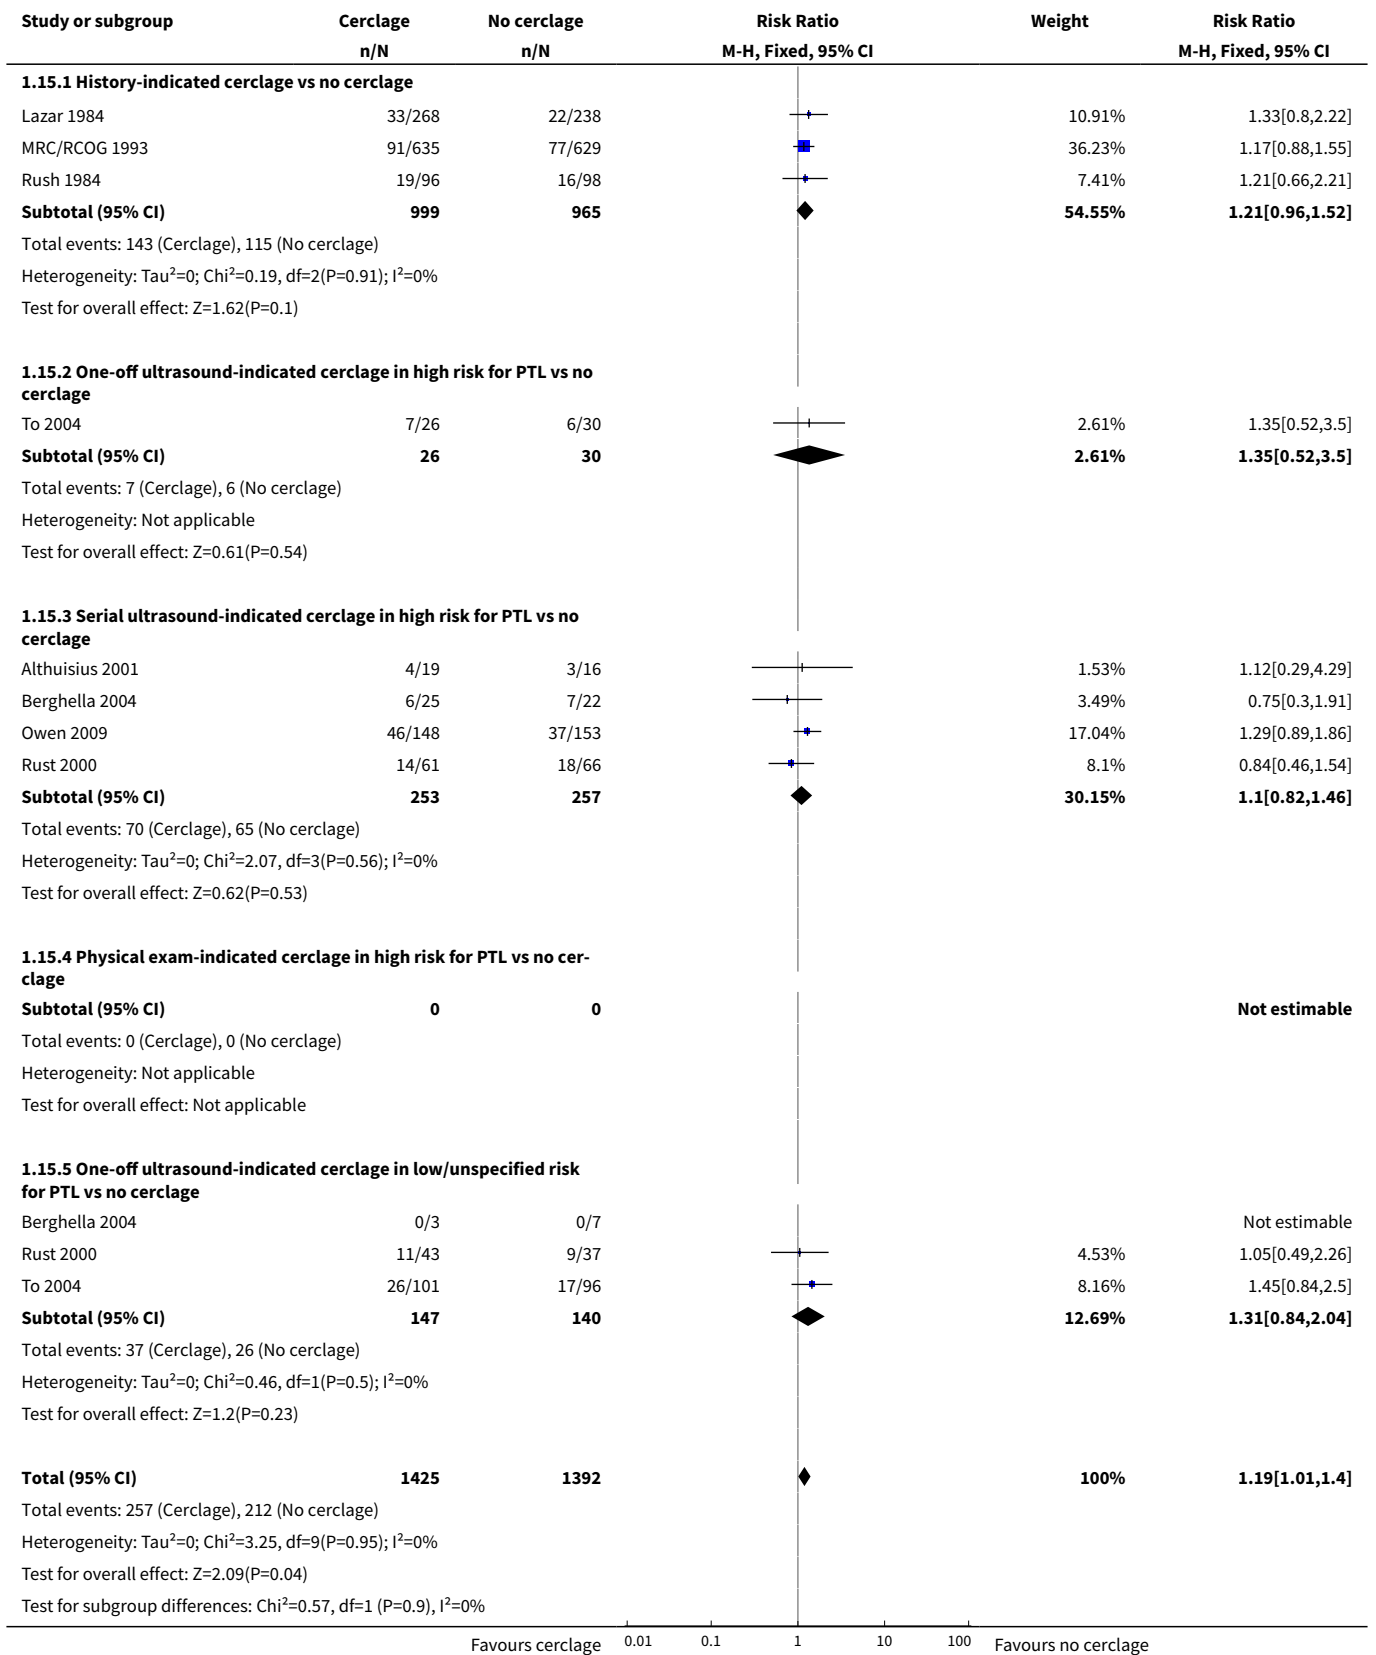 Study or subgroup Cerclage No cerclage Risk Ratio Weight Risk Ratio
n/N n/N M-H, Fixed, 95% CI M-H, Fixed, 95% CI
1.15.1 History-indicated cerclage vs no cerclage
Lazar 1984 33/268 22/238 10.91% 1.33[0.8,2.22]
MRC/RCOG 1993 91/635 77/629 36.23% 1.17[0.88,1.55]
Rush 1984 19/96 16/98 7.41% 1.21[0.66,2.21]
Subtotal (95% CI) 999 965 54.55% 1.21[0.96,1.52]
Total events: 143 (Cerclage), 115 (No cerclage)
Heterogeneity: Tau²=0; Chi²=0.19, df=2(P=0.91); I²=0%
Test for overall effect: Z=1.62(P=0.1)
1.15.2 One-off ultrasound-indicated cerclage in high risk for PTL vs no
cerclage
To 2004 7/26 6/30 2.61% 1.35[0.52,3.5]
Subtotal (95% CI) 26 30 2.61% 1.35[0.52,3.5]
Total events: 7 (Cerclage), 6 (No cerclage)
Heterogeneity: Not applicable
Test for overall effect: Z=0.61(P=0.54)
1.15.3 Serial ultrasound-indicated cerclage in high risk for PTL vs no
cerclage
Althuisius 2001 4/19 3/16 1.53% 1.12[0.29,4.29]
Berghella 2004 6/25 7/22 3.49% 0.75[0.3,1.91]
Owen 2009 46/148 37/153 17.04% 1.29[0.89,1.86]
Rust 2000 14/61 18/66 8.1% 0.84[0.46,1.54]
Subtotal (95% CI) 253 257 30.15% 1.1[0.82,1.46]
Total events: 70 (Cerclage), 65 (No cerclage)
Heterogeneity: Tau²=0; Chi²=2.07, df=3(P=0.56); I²=0%
Test for overall effect: Z=0.62(P=0.53)
1.15.4 Physical exam-indicated cerclage in high risk for PTL vs no cer-
clage
Subtotal (95% CI) 0 0 Not estimable
Total events: 0 (Cerclage), 0 (No cerclage)
Heterogeneity: Not applicable
Test for overall effect: Not applicable
1.15.5 One-off ultrasound-indicated cerclage in low/unspecified risk
for PTL vs no cerclage
Berghella 2004 0/3 0/7 Not estimable
Rust 2000 11/43 9/37 4.53% 1.05[0.49,2.26]
To 2004 26/101 17/96 8.16% 1.45[0.84,2.5]
Subtotal (95% CI) 147 140 12.69% 1.31[0.84,2.04]
Total events: 37 (Cerclage), 26 (No cerclage)
Heterogeneity: Tau²=0; Chi²=0.46, df=1(P=0.5); I²=0%
Test for overall effect: Z=1.2(P=0.23)
Total (95% CI) 1425 1392 100% 1.19[1.01,1.4]
Total events: 257 (Cerclage), 212 (No cerclage)
Heterogeneity: Tau²=0; Chi²=3.25, df=9(P=0.95); I²=0%
Test for overall effect: Z=2.09(P=0.04)
Test for subgroup differences: Chi²=0.57, df=1 (P=0.9), I²=0%
Favours cerclage 0.01 0.1 1 10 100 Favours no cerclage